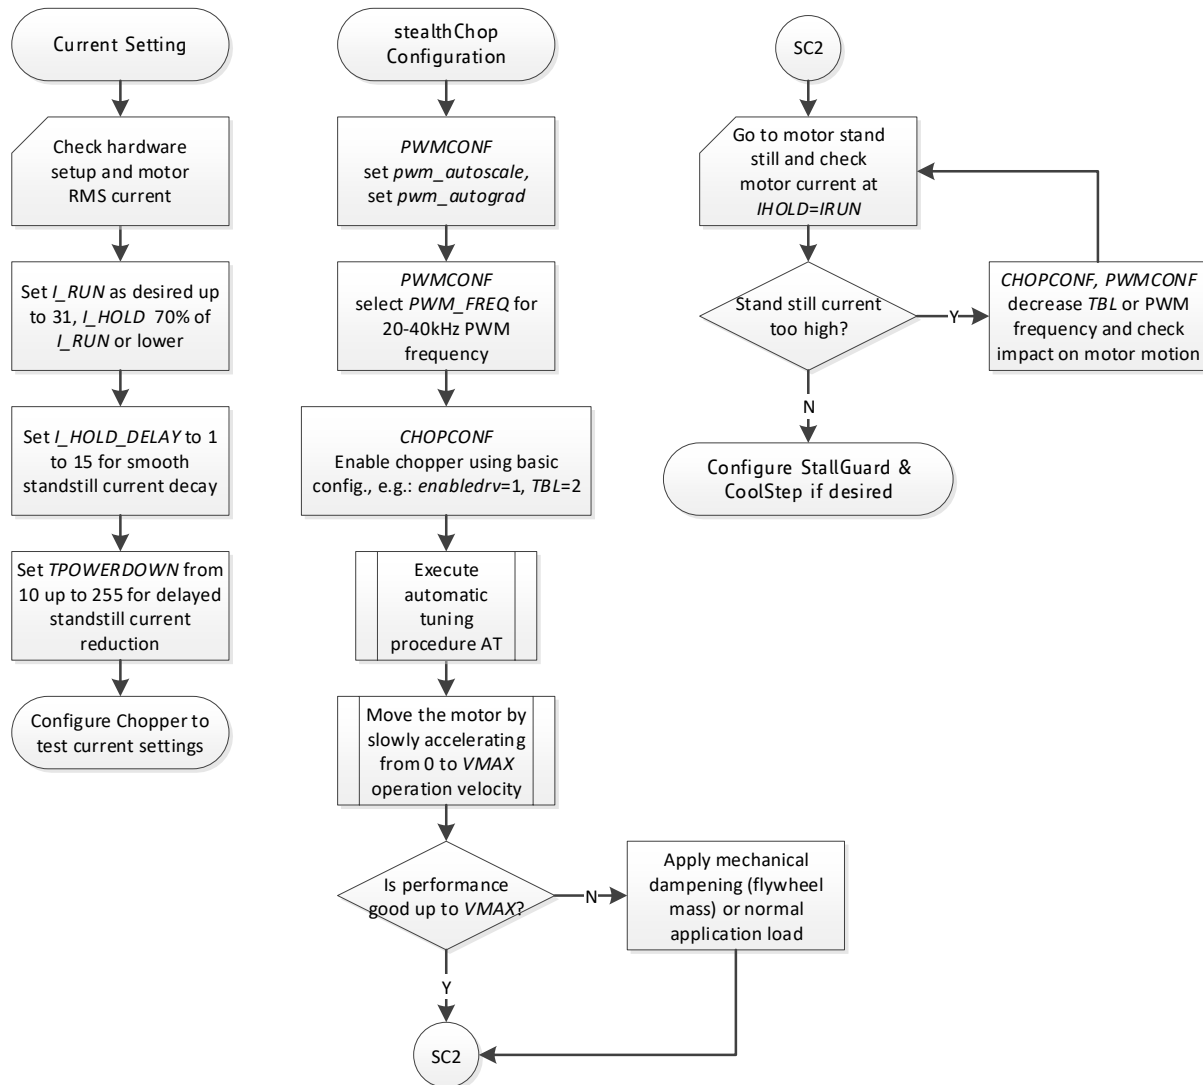 Current Setting
Check hardware
setup and motor
RMS current
Set I_RUN as desired up
to 31, I_HOLD 70% of
I_RUN or lower
Set I_HOLD_DELAY to 1
to 15 for smooth
standstill current decay
Set TPOWERDOWN from
10 up to 255 for delayed
standstill current
reduction
Configure Chopper to
test current settings
stealthChop
Configuration
PWMCONF
set pwm_autoscale,
set pwm_autograd
PWMCONF
select PWM_FREQ for
20-40kHz PWM
frequency
CHOPCONF
Enable chopper using basic
config., e.g.: enabledrv=1, TBL=2
Execute
automatic
tuning
procedure AT
Move the motor by
slowly accelerating
from 0 to VMAX
operation velocity
Is performance
good up to VMAX?
N
Apply mechanical
dampening (flywheel
mass) or normal
application load
Y
SC2
SC2
Go to motor stand
still and check
motor current at
IHOLD=IRUN
Stand still current
too high?
Y
CHOPCONF, PWMCONF
decrease TBL or PWM
frequency and check
impact on motor motion
N
Configure StallGuard &
CoolStep if desired